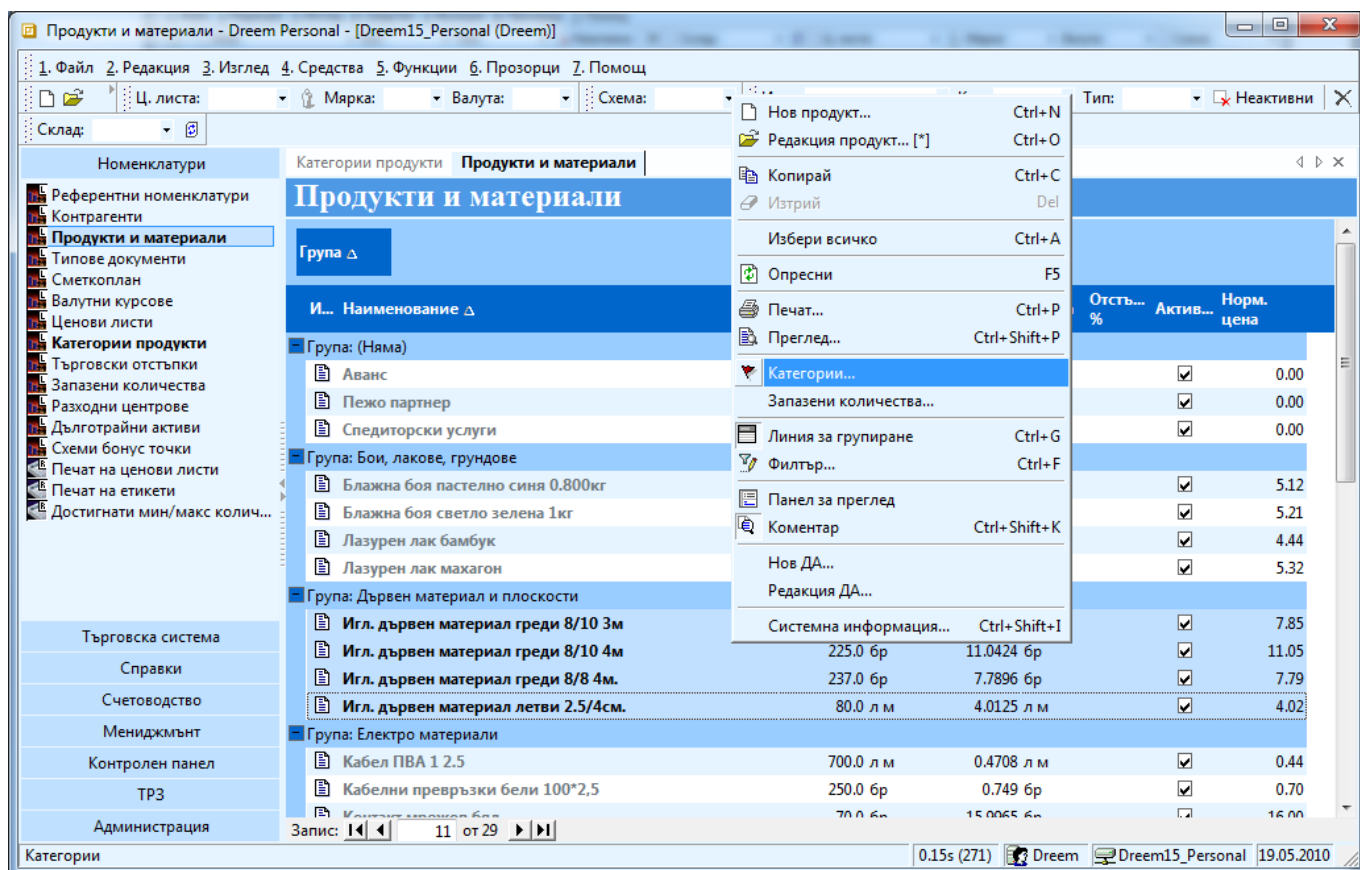 Продукти и материали - Dreem Personal - [Dreem15_Personal (Dreem)]
1. Файл 2. Редакция 3. Изглед 4. Средства 5. Функции 6. Прозорци 7. Помощ
Ц. листа: Мярка: Валута: Схема: Тип: Неактивни
Склад:
Номенклатури
Референтни номенклатури
Контрагенти
Продукти и материали
Типове документи
Сметкоплан
Валутни курсове
Ценови листи
Категории продукти
Търговски отстъпки
Запазени количества
Разходни центрове
Дълготрайни активи
Схеми бонус точки
Печат на ценови листи
Печат на етикети
Достигнати мин/макс колич...
Търговска система
Справки
Счетоводство
Мениджмънт
Контролен панел
ТРЗ
Администрация
Категории продукти Продукти и материали
Продукти и материали
Група
И... Наименование Отстъ... % Актив... Норм. цена
Група: (Няма)
Аванс 0.00
Пежо партнер 0.00
Спедиторски услуги 0.00
Група: Бои, лакове, грундове
Блажна боя пастелно синя 0.800кг 5.12
Блажна боя светло зелена 1кг 5.21
Лазурен лак бамбук 4.44
Лазурен лак махагон 5.32
Група: Дървен материал и плоскости
Игл. дървен материал греди 8/10 3м 7.85
Игл. дървен материал греди 8/10 4м 225.0 бр 11.0424 бр 11.05
Игл. дървен материал греди 8/8 4м. 237.0 бр 7.7896 бр 7.79
Игл. дървен материал летви 2.5/4см. 80.0 л м 4.0125 л м 4.02
Група: Електро материали
Кабел ПВА 1 2.5 700.0 л м 0.4708 л м 0.44
Кабелни превръзки бели 100*2,5 250.0 бр 0.749 бр 0.70
Контакт мрежов бял 70.0 бр 15.9965 бр 16.00
Запис: 11 от 29
Нов продукт... Ctrl+N
Редакция продукт... [*] Ctrl+O
Копирай Ctrl+C
Изтрий Del
Избери всичко Ctrl+A
Опресни F5
Печат... Ctrl+P
Преглед... Ctrl+Shift+P
Категории...
Запазени количества...
Линия за групиране Ctrl+G
Филтър... Ctrl+F
Панел за преглед
Коментар Ctrl+Shift+K
Нов ДА...
Редакция ДА...
Системна информация... Ctrl+Shift+I
Категории 0.15s (271) Dreem Dreem15_Personal 19.05.2010